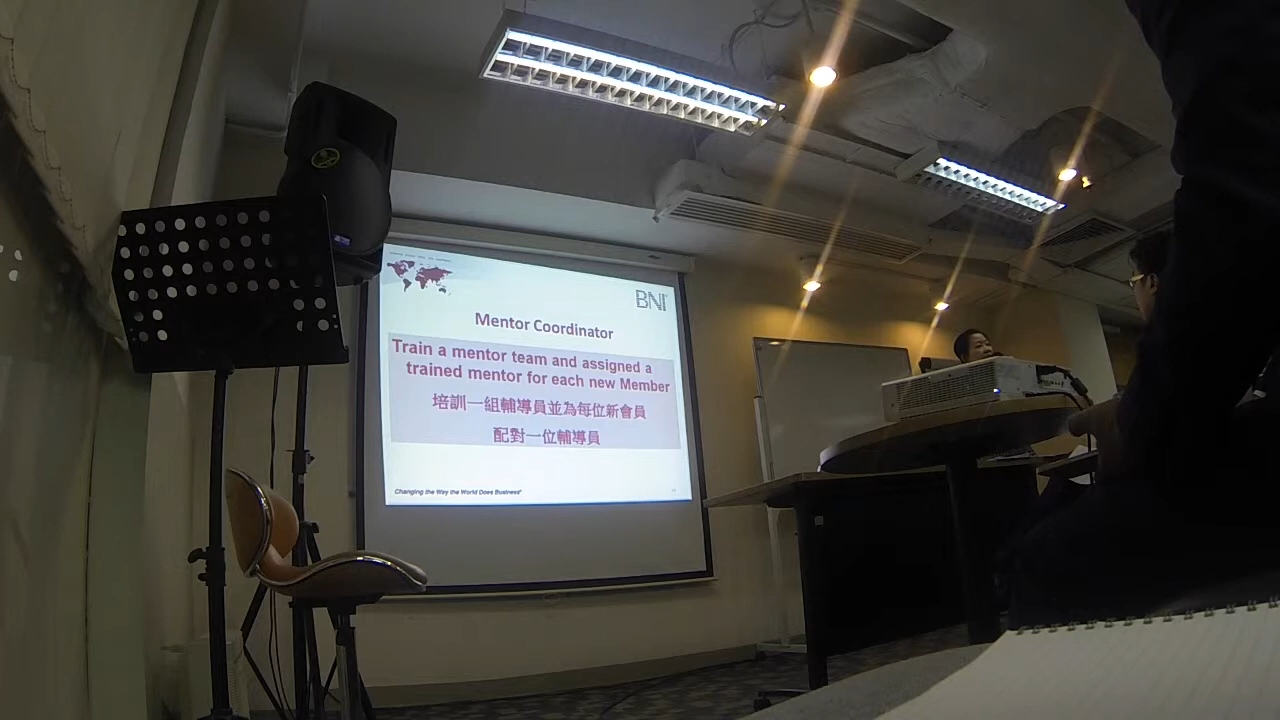 BNI
Mentor Coordinator
Train a mentor team and assigned a
trained mentor for each new Member
培訓一組輔導員並為每位新會員
配對一位輔導員
Changing the Way the World Does Business®